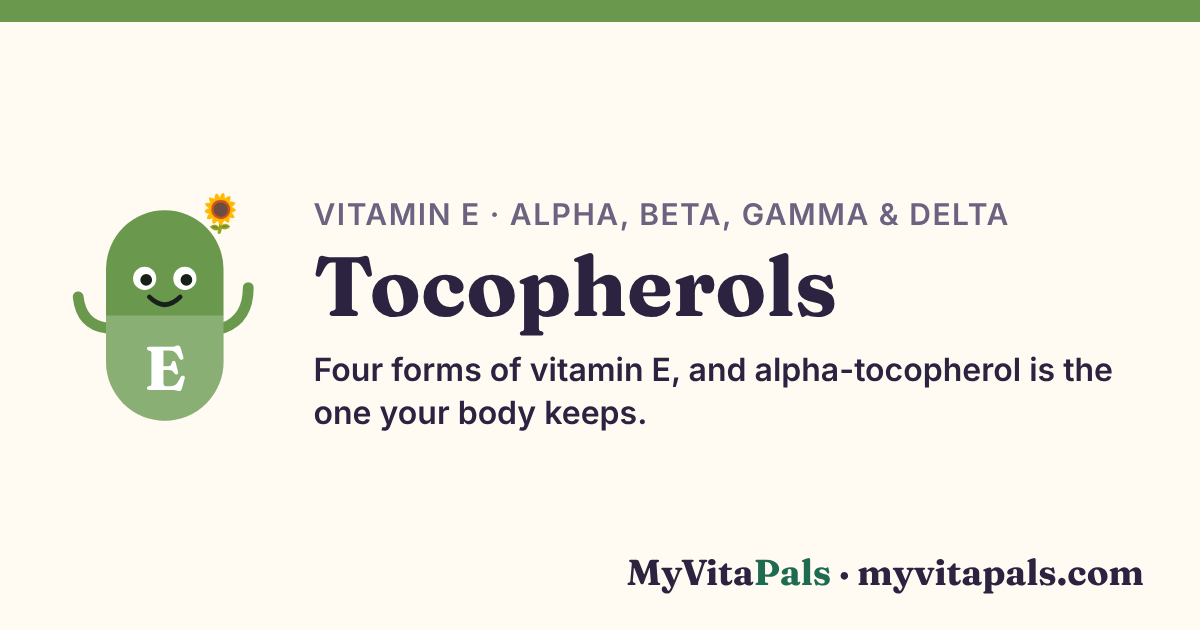 VITAMIN E · ALPHA, BETA, GAMMA & DELTA
Tocopherols
Four forms of vitamin E, and alpha-tocopherol is the
one your body keeps.
E
MyVitaPals · myvitapals.com